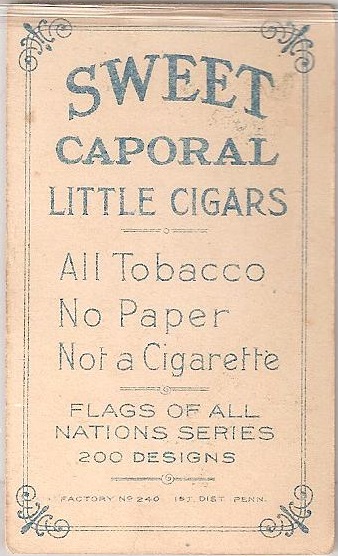 SWEET
CAPORAL
LITTLE CIGARS
All Tobacco
No Paper
Not a Cigarette
FLAGS OF ALL
NATIONS SERIES
200 DESIGNS
FACTORY Nº 240 1ST. DIST. PENN.